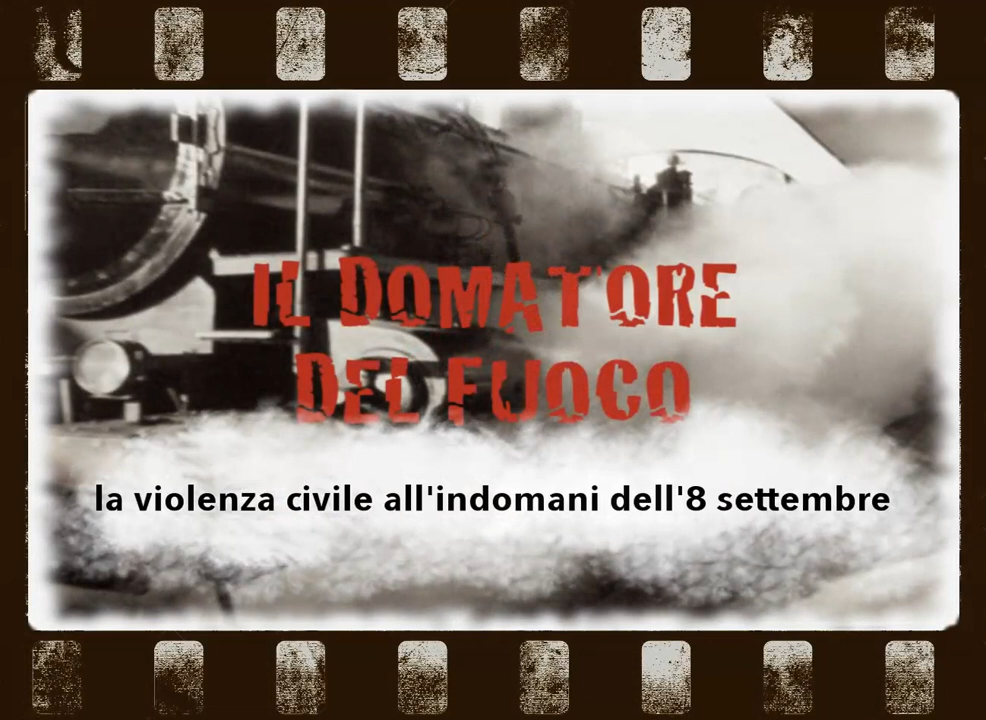 IL DOMATORE
DEL FUOCO
la violenza civile all'indomani dell'8 settembre